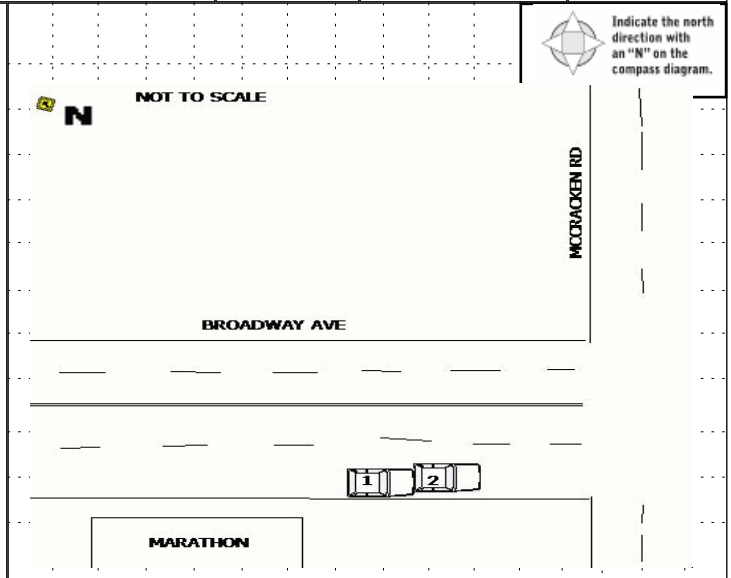 Indicate the north
direction with
an “N” on the
compass diagram.
NOT TO SCALE
N
MCCRACKEN RD
BROADWAY AVE
1
2
MARATHON